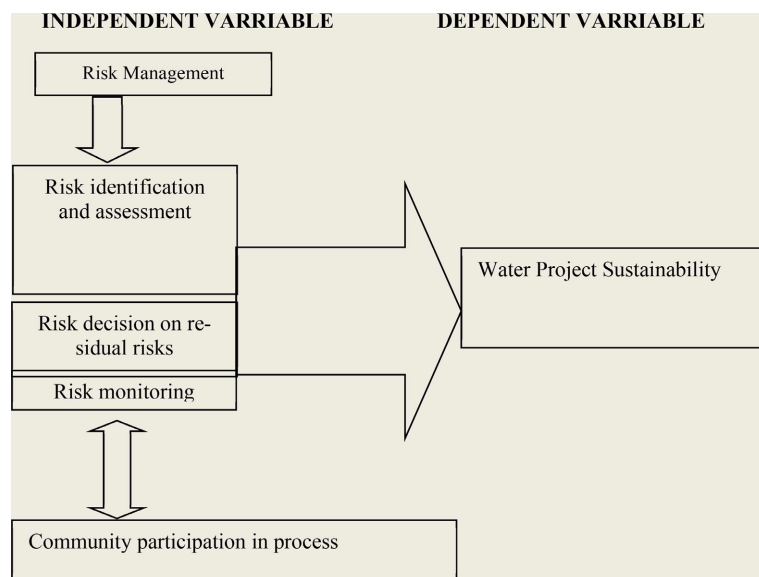 INDEPENDENT VARRIABLE
DEPENDENT VARRIABLE
Risk Management
Risk identification
and assessment
Water Project Sustainability
Risk decision on re-
sidual risks
Risk monitoring
Community participation in process